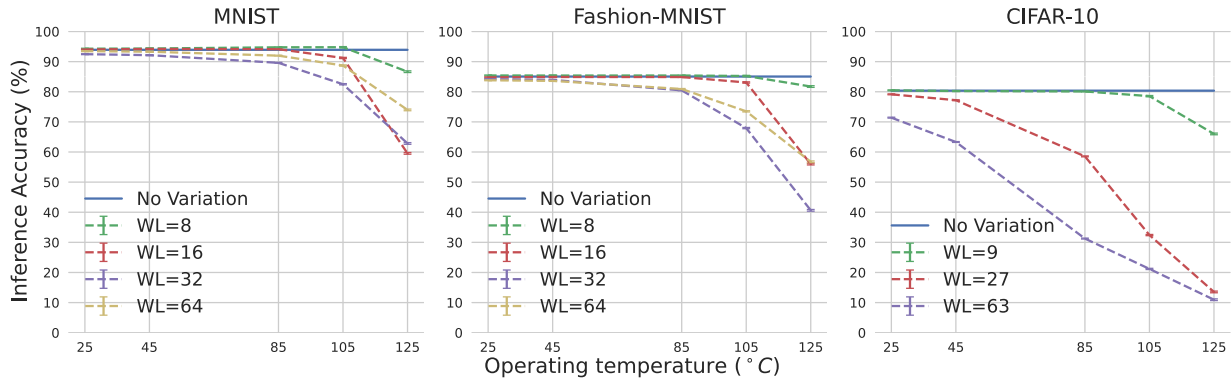 MNIST
Fashion-MNIST
CIFAR-10
Inference Accuracy (%)
100
90
80
70
60
50
40
30
20
10
0
No Variation
WL=8
WL=16
WL=32
WL=64
25 45 85 105 125
100
90
80
70
60
50
40
30
20
10
0
No Variation
WL=8
WL=16
WL=32
WL=64
25 45 85 105 125
100
90
80
70
60
50
40
30
20
10
0
No Variation
WL=9
WL=27
WL=63
25 45 85 105 125
Operating temperature (°C)